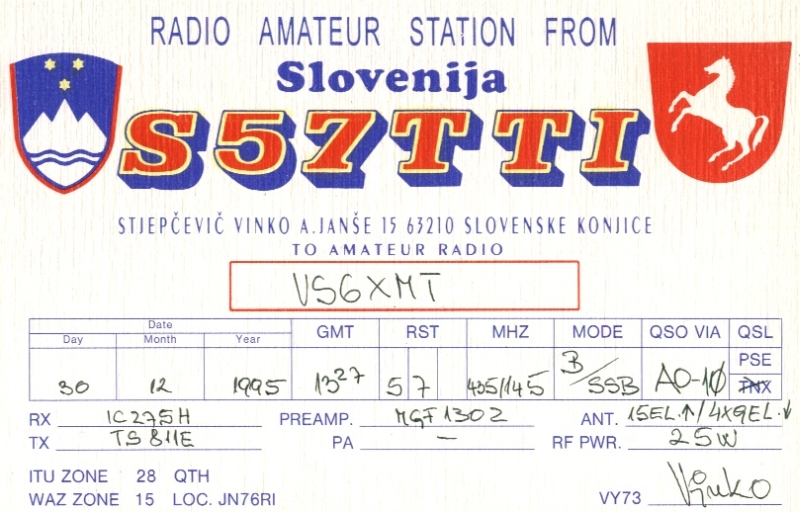 RADIO AMATEUR STATION FROM
Slovenija
S57TTI
STJEPČEVIČ VINKO A.JANŠE 15 63210 SLOVENSKE KONJICE
TO AMATEUR RADIO
VS6XMT
Date GMT RST MHZ MODE QSO VIA QSL
Day Month Year
30 12 1995 13²⁷ 57 435/145 B/SSB AO-10 PSE TNX
RX IC275H PREAMP. MGF1302 ANT. 15EL.↑/4X9EL.↓
TX TS811E PA — RF PWR. 25W
ITU ZONE 28 QTH
WAZ ZONE 15 LOC. JN76RI VY73 Vinko